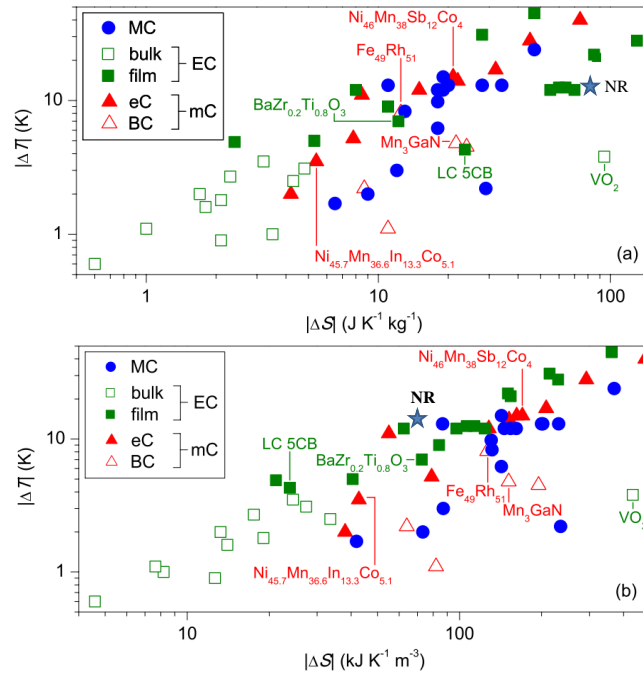 MC
bulk
film
EC
eC
BC
mC
Ni46Mn38Sb12Co4
Fe49Rh51
BaZr0.2Ti0.8O3
NR
Mn3GaN
LC 5CB
VO2
Ni45.7Mn36.6In13.3Co5.1
(a)
10
1
|ΔT| (K)
1
10
100
|ΔS| (J K-1 kg-1)
MC
bulk
film
EC
eC
BC
mC
Ni46Mn38Sb12Co4
NR
LC 5CB
BaZr0.2Ti0.8O3
Fe49Rh51
Mn3GaN
VO2
Ni45.7Mn36.6In13.3Co5.1
(b)
10
1
|ΔT| (K)
10
100
|ΔS| (kJ K-1 m-3)